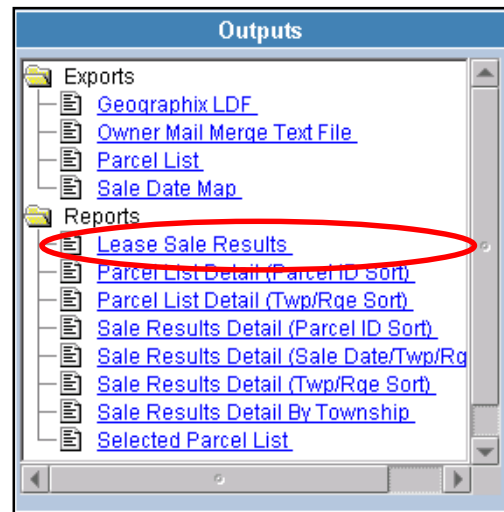 Outputs
Exports
Geographix LDF
Owner Mail Merge Text File
Parcel List
Sale Date Map
Reports
Lease Sale Results
Parcel List Detail (Parcel ID Sort)
Parcel List Detail (Twp/Rge Sort)
Sale Results Detail (Parcel ID Sort)
Sale Results Detail (Sale Date/Twp/Rg
Sale Results Detail (Twp/Rge Sort)
Sale Results Detail By Township
Selected Parcel List